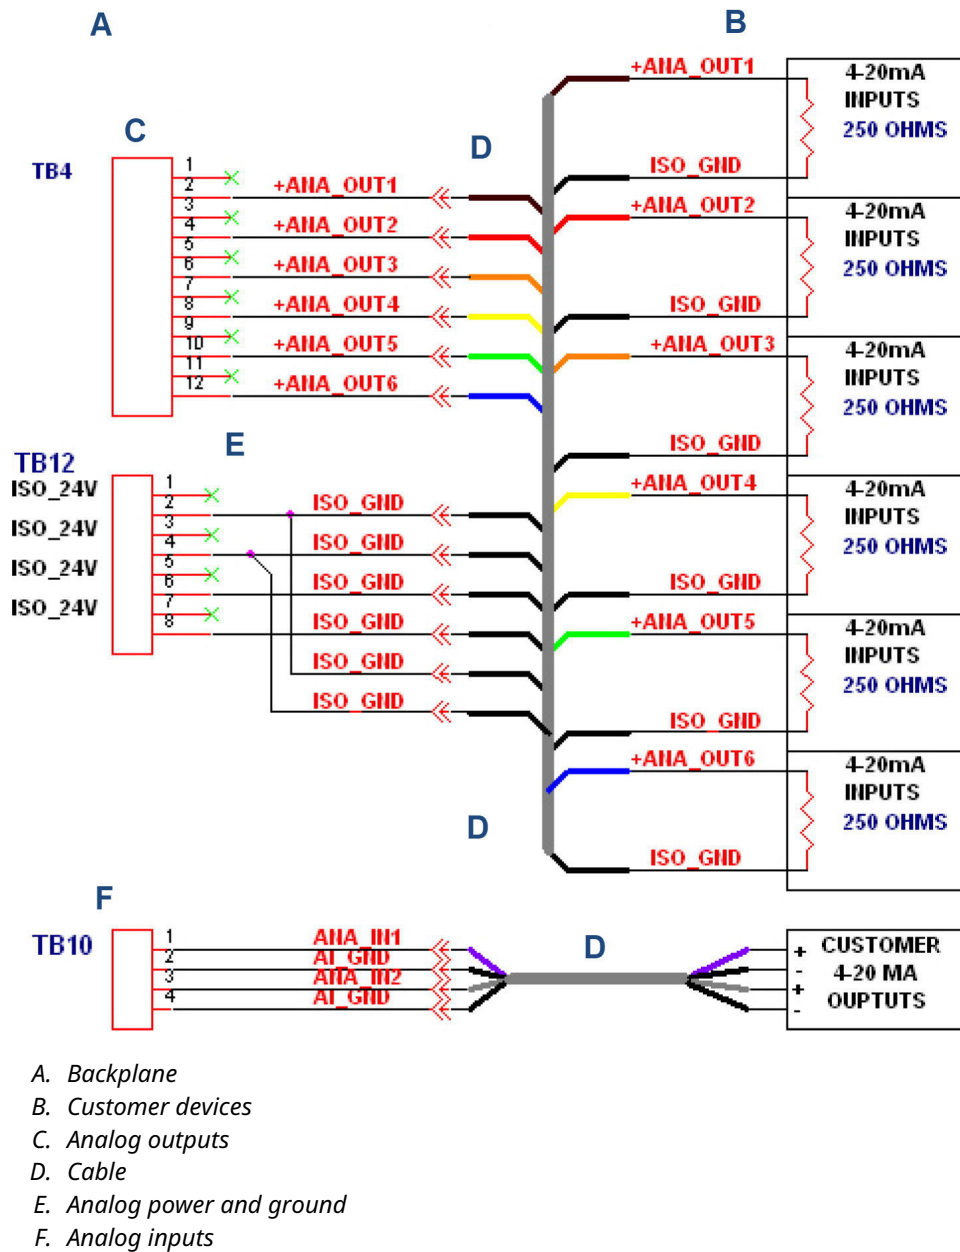 A
B
C
D
TB4
1
2
3
4
5
6
7
8
9
10
11
12
+ANA_OUT1
+ANA_OUT2
+ANA_OUT3
+ANA_OUT4
+ANA_OUT5
+ANA_OUT6
E
TB12
ISO_24V
ISO_24V
ISO_24V
ISO_24V
1
2
3
4
5
6
7
8
ISO_GND
ISO_GND
ISO_GND
ISO_GND
ISO_GND
ISO_GND
D
+ANA_OUT1
ISO_GND
4-20mA
INPUTS
250 OHMS
+ANA_OUT2
ISO_GND
4-20mA
INPUTS
250 OHMS
+ANA_OUT3
ISO_GND
4-20mA
INPUTS
250 OHMS
+ANA_OUT4
ISO_GND
4-20mA
INPUTS
250 OHMS
+ANA_OUT5
ISO_GND
4-20mA
INPUTS
250 OHMS
+ANA_OUT6
ISO_GND
4-20mA
INPUTS
250 OHMS
F
TB10
1
2
3
4
ANA_IN1
AI_GND
ANA_IN2
AI_GND
D
+
-
+
-
CUSTOMER
4-20 MA
OUPTUTS
A. Backplane
B. Customer devices
C. Analog outputs
D. Cable
E. Analog power and ground
F. Analog inputs